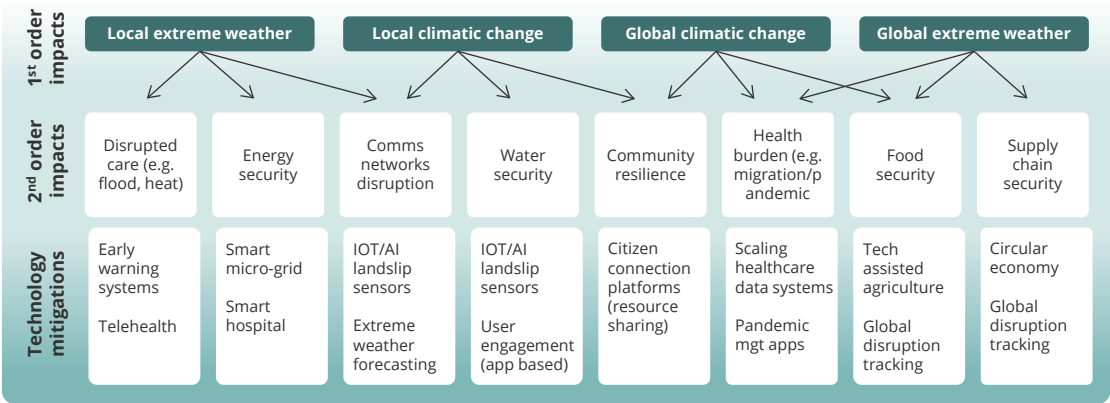 1st order
impacts
Local extreme weather
Local climatic change
Global climatic change
Global extreme weather
2nd order
impacts
Disrupted
care (e.g.
flood, heat)
Energy
security
Comms
networks
disruption
Water
security
Community
resilience
Health
burden (e.g.
migration/p
andemic
Food
security
Supply
chain
security
Technology
mitigations
Early
warning
systems
Telehealth
Smart
micro-grid
Smart
hospital
IOT/AI
landslip
sensors
Extreme
weather
forecasting
IOT/AI
landslip
sensors
User
engagement
(app based)
Citizen
connection
platforms
(resource
sharing)
Scaling
healthcare
data systems
Pandemic
mgt apps
Tech
assisted
agriculture
Global
disruption
tracking
Circular
economy
Global
disruption
tracking